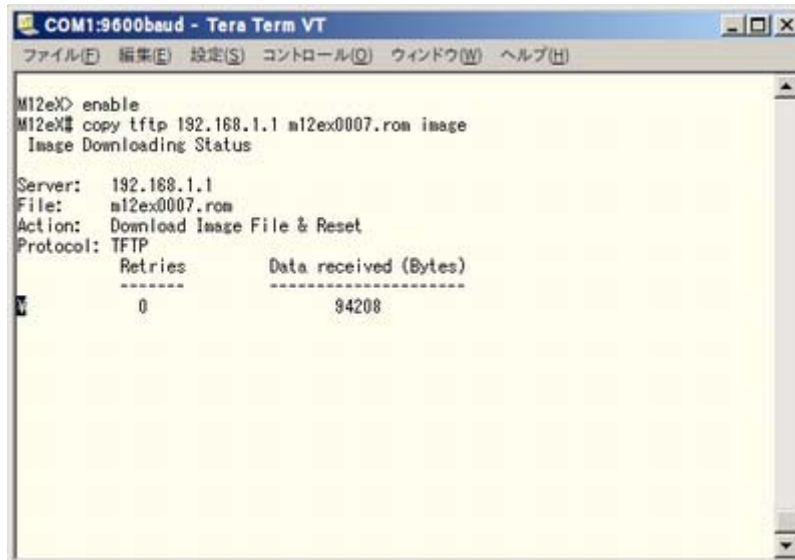 COM1:9600baud - Tera Term VT
ファイル(F) 編集(E) 設定(S) コントロール(O) ウィンドウ(W) ヘルプ(H)
M12eX> enable
M12eX# copy tftp 192.168.1.1 m12ex0007.rom image
Image Downloading Status
Server: 192.168.1.1
File: m12ex0007.rom
Action: Download Image File & Reset
Protocol: TFTP
Retries Data received (Bytes)
------- ----------------------
¥ 0 94208